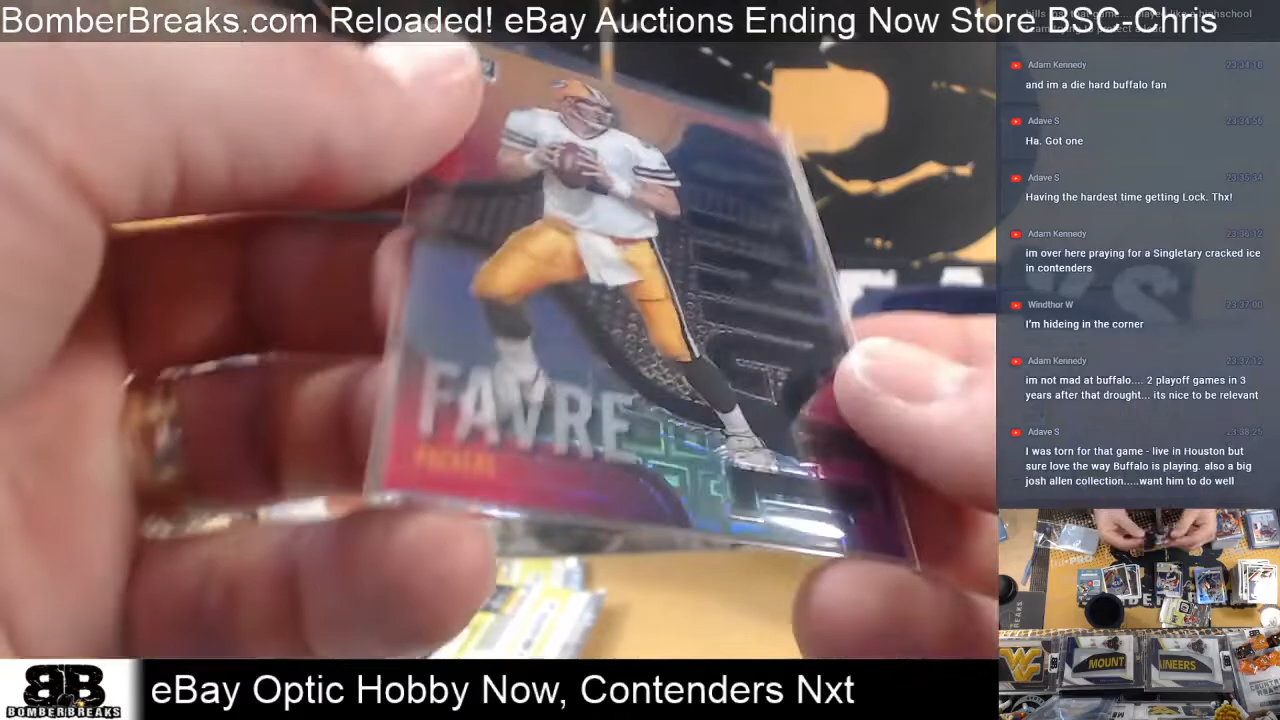 BomberBreaks.com Reloaded! eBay Auctions Ending Now Store BSC-Chris
Adam Kennedy
and im a die hard buffalo fan
Adave S
Ha. Got one
Adave S
Having the hardest time getting Lock. Thx!
Adam Kennedy
im over here praying for a Singletary cracked ice
in contenders
Windthor W
I'm hideing in the corner
Adam Kennedy
im not mad at buffalo.... 2 playoff games in 3
years after that drought... its nice to be relevant
Adave S
I was torn for that game - live in Houston but
sure love the way Buffalo is playing. also a big
josh allen collection.....want him to do well
FAVRE
PACKERS
MOUNT
AINEERS
BB
BOMBERBREAKS
eBay Optic Hobby Now, Contenders Nxt